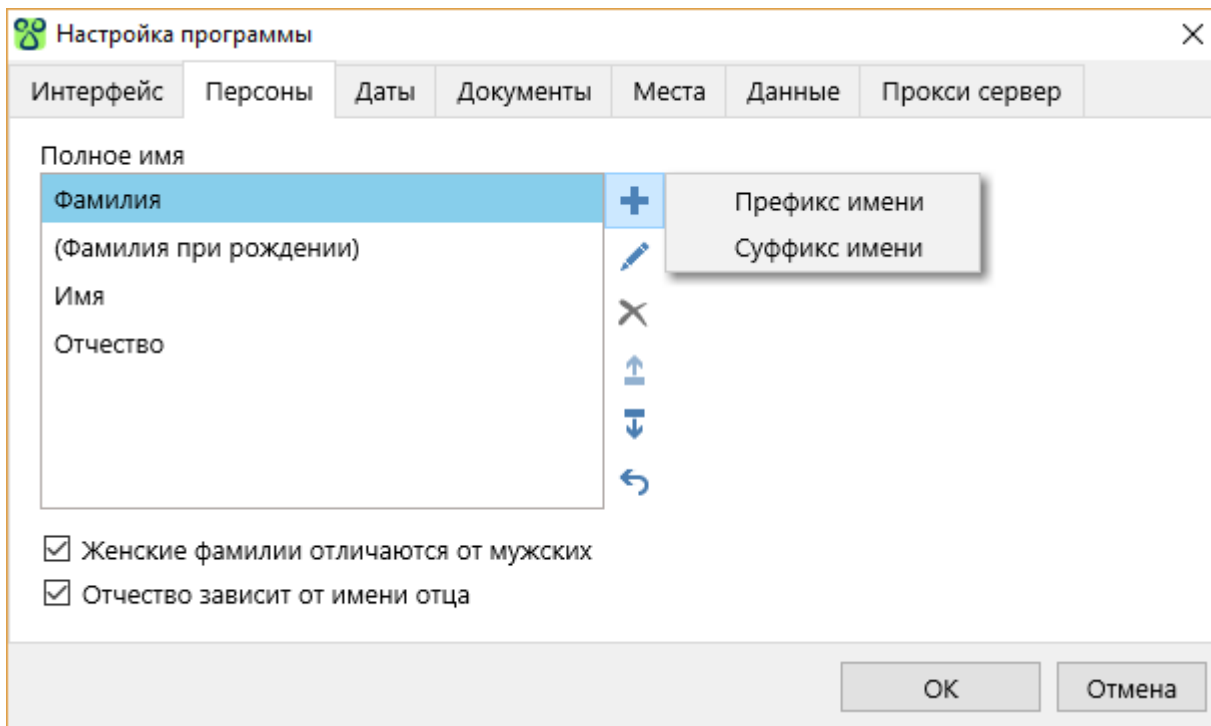 Настройка программы
Интерфейс Персоны Даты Документы Места Данные Прокси сервер
Полное имя
Фамилия
(Фамилия при рождении)
Имя
Отчество
Префикс имени
Суффикс имени
Женские фамилии отличаются от мужских
Отчество зависит от имени отца
OK Отмена